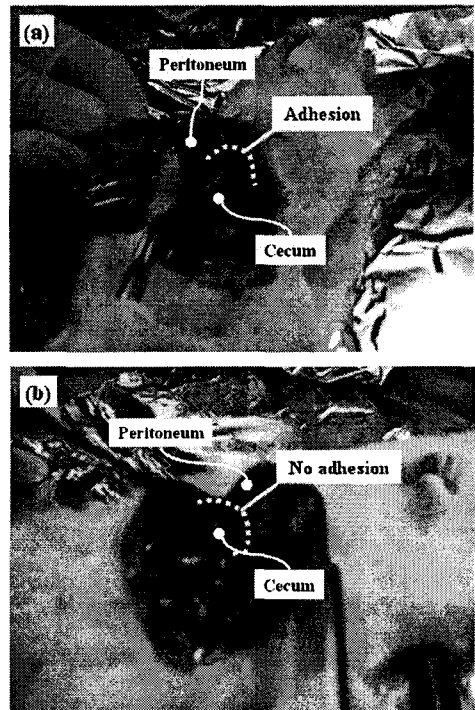 (a)
Peritoneum
Adhesion
Cecum
(b)
Peritoneum
No adhesion
Cecum